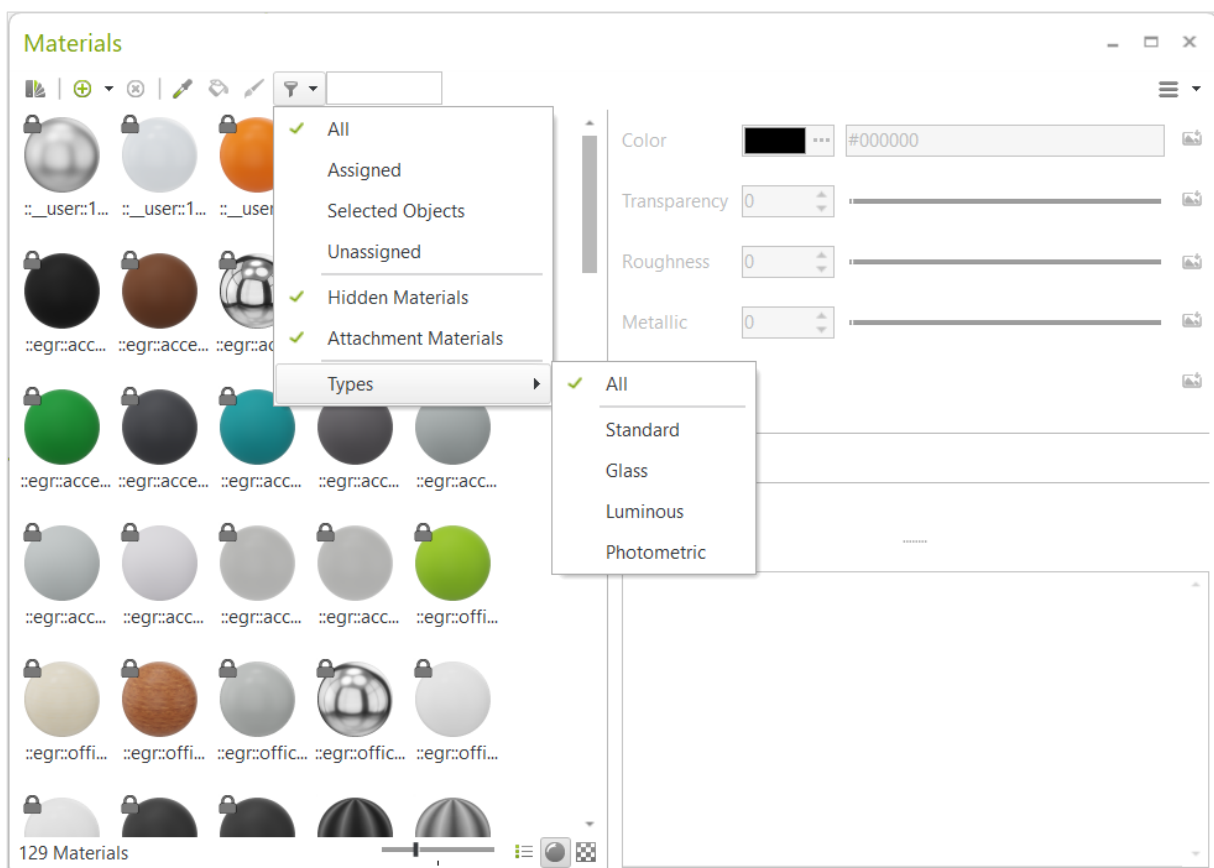 Materials
All
Assigned
Selected Objects
Unassigned
Hidden Materials
Attachment Materials
Types
All
Standard
Glass
Luminous
Photometric
Color
#000000
Transparency 0
Roughness 0
Metallic 0
::__user::1... ::__user::1... ::__user
::egr::acc... ::egr::acce... ::egr::ac
::egr::acce... ::egr::acce... ::egr::acc... ::egr::acc... ::egr::acc...
::egr::acc... ::egr::acc... ::egr::acc... ::egr::acc... ::egr::offi...
::egr::offi... ::egr::offi... ::egr::offic... ::egr::offic... ::egr::offi...
129 Materials